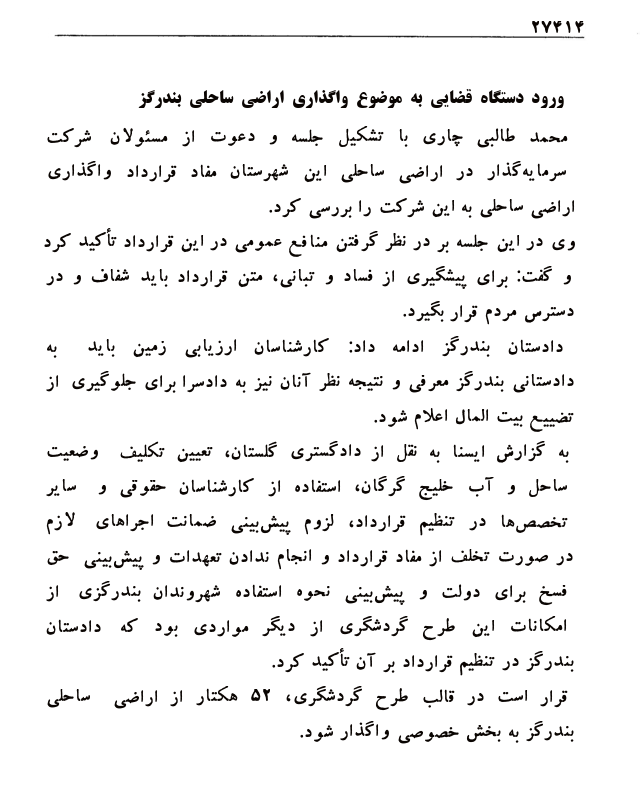 ۲۷۴۱۴
ورود دستگاه قضایی به موضوع واگذاری اراضی ساحلی بندرگز
محمد طالبی چاری با تشکیل جلسه و دعوت از مسئولان شرکت
سرمایه‌گذار در اراضی ساحلی این شهرستان مفاد قرارداد واگذاری
اراضی ساحلی به این شرکت را بررسی کرد.
وی در این جلسه بر در نظر گرفتن منافع عمومی در این قرارداد تأکید کرد
و گفت: برای پیشگیری از فساد و تبانی، متن قرارداد باید شفاف و در
دسترس مردم قرار بگیرد.
دادستان بندرگز ادامه داد: کارشناسان ارزیابی زمین باید به
دادستانی بندرگز معرفی و نتیجه نظر آنان نیز به دادسرا برای جلوگیری از
تضییع بیت المال اعلام شود.
به گزارش ایسنا به نقل از دادگستری گلستان، تعیین تکلیف وضعیت
ساحل و آب خلیج گرگان، استفاده از کارشناسان حقوقی و سایر
تخصص‌ها در تنظیم قرارداد، لزوم پیش‌بینی ضمانت اجراهای لازم
در صورت تخلف از مفاد قرارداد و انجام ندادن تعهدات و پیش‌بینی حق
فسخ برای دولت و پیش‌بینی نحوه استفاده شهروندان بندرگزی از
امکانات این طرح گردشگری از دیگر مواردی بود که دادستان
بندرگز در تنظیم قرارداد بر آن تأکید کرد.
قرار است در قالب طرح گردشگری، ۵۲ هکتار از اراضی ساحلی
بندرگز به بخش خصوصی واگذار شود.